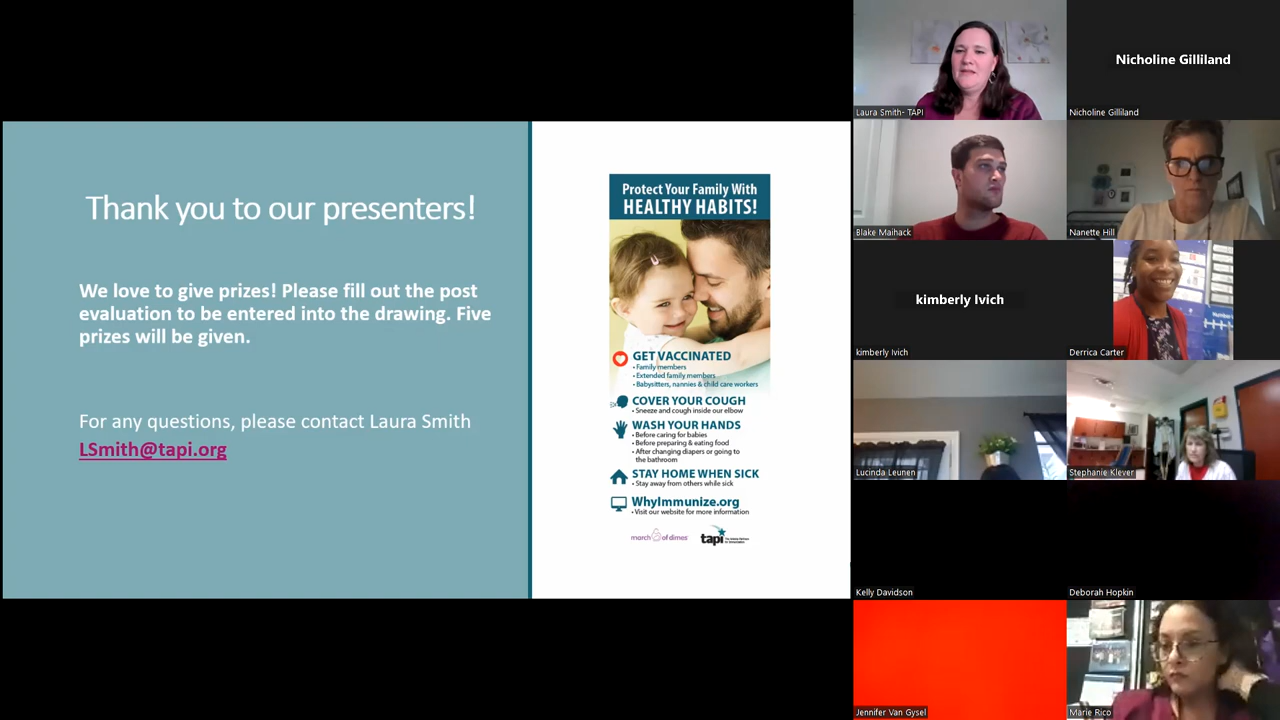 Thank you to our presenters!
We love to give prizes! Please fill out the post
evaluation to be entered into the drawing. Five
prizes will be given.
For any questions, please contact Laura Smith
LSmith@tapi.org
Protect Your Family With
HEALTHY HABITS!
GET VACCINATED
• Family members
• Extended family members
• Babysitters, nannies & child care workers
COVER YOUR COUGH
• Sneeze and cough inside our elbow
WASH YOUR HANDS
• Before caring for babies
• Before preparing & eating food
• After changing diapers or going to
the bathroom
STAY HOME WHEN SICK
• Stay away from others while sick
WhyImmunize.org
• Visit our website for more information
march of dimes
tapi
Laura Smith- TAPI
Nicholine Gilliland
Nicholine Gilliland
Blake Maihack
Nanette Hill
kimberly Ivich
kimberly Ivich
Derrica Carter
Lucinda Leunen
Stephanie Klever
Kelly Davidson
Deborah Hopkin
Jennifer Van Gysel
Marie Rico